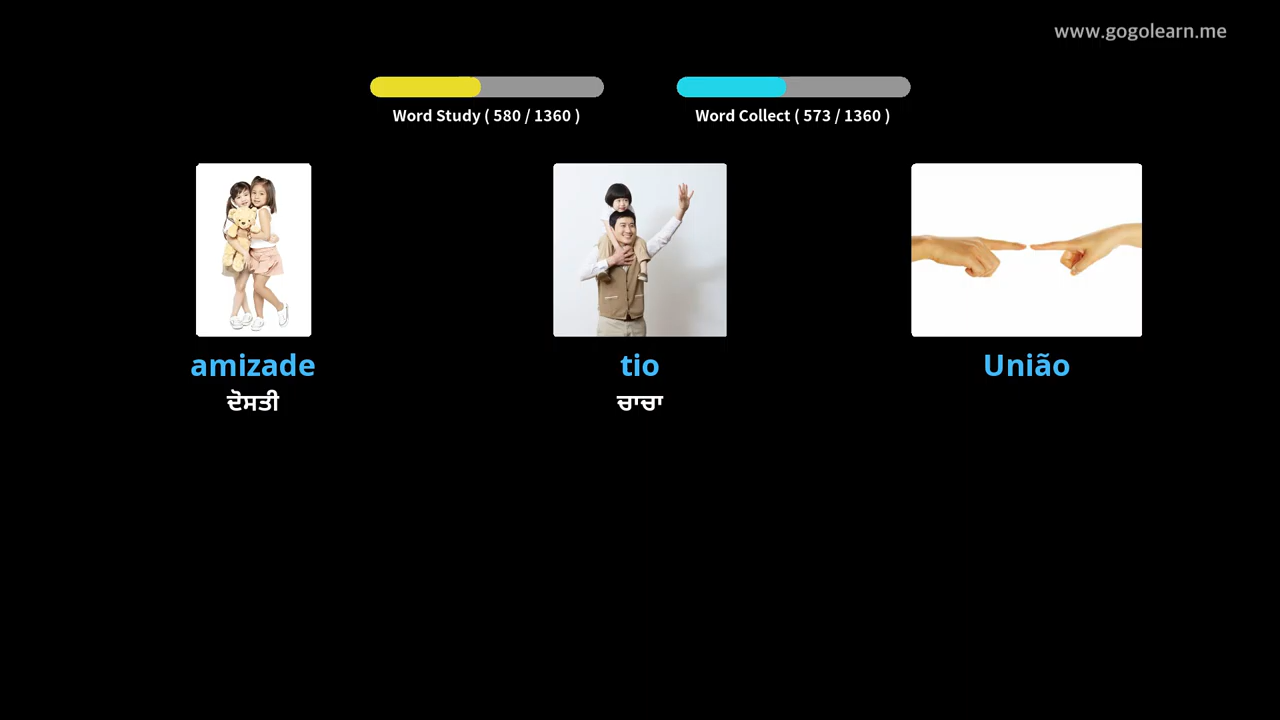 www.gogolearn.me
Word Study ( 580 / 1360 )
Word Collect ( 573 / 1360 )
amizade
tio
União
ਦੋਸਤੀ
ਚਾਚਾ